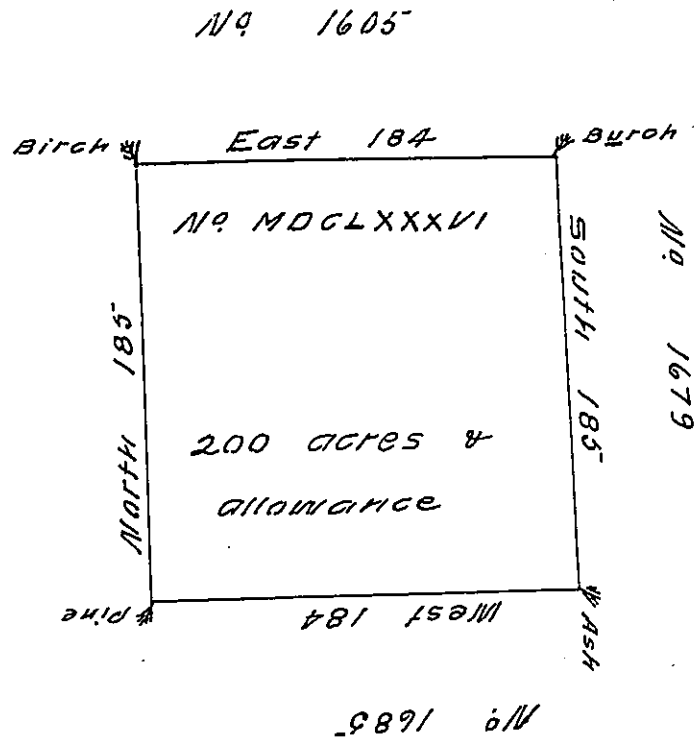 No 1605
Birch East 184 Burch
No MDCLXXXVI
South 185
No 1679
North 185
200 acres &
allowance
Pine West 184 Ash
No 1685